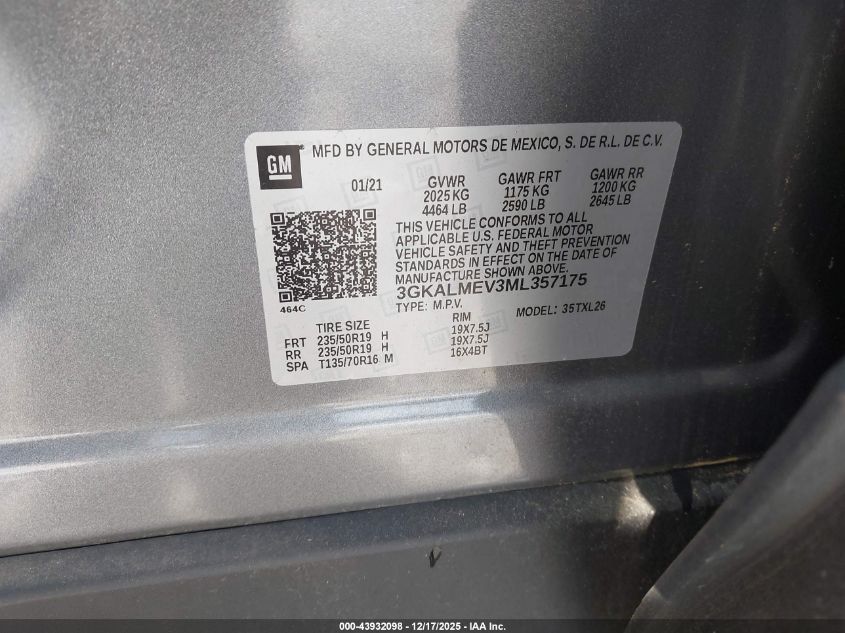 GM MFD BY GENERAL MOTORS DE MEXICO, S. DE R.L. DE C.V.
01/21 GVWR GAWR FRT GAWR RR
2025 KG 1175 KG 1200 KG
4464 LB 2590 LB 2645 LB
THIS VEHICLE CONFORMS TO ALL
APPLICABLE U.S. FEDERAL MOTOR
VEHICLE SAFETY AND THEFT PREVENTION
STANDARDS IN EFFECT ON THE DATE OF
MANUFACTURE SHOWN ABOVE.
3GKALMEV3ML357175
464C TYPE: M.P.V. MODEL: 35TXL26
TIRE SIZE RIM
FRT 235/50R19 H 19X7.5J
RR 235/50R19 H 19X7.5J
SPA T135/70R16 M 16X4BT
000-43932098 - 12/17/2025 - IAA Inc.